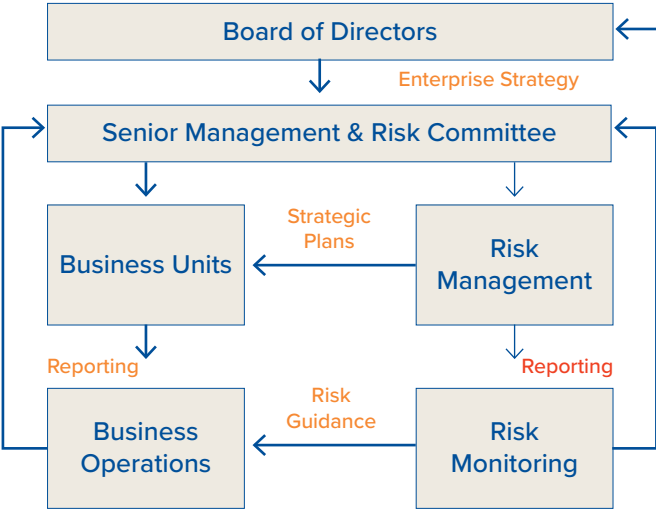 Board of Directors
Enterprise Strategy
Senior Management & Risk Committee
Business Units
Strategic
Plans
Risk
Management
Reporting
Reporting
Business
Operations
Risk
Guidance
Risk
Monitoring